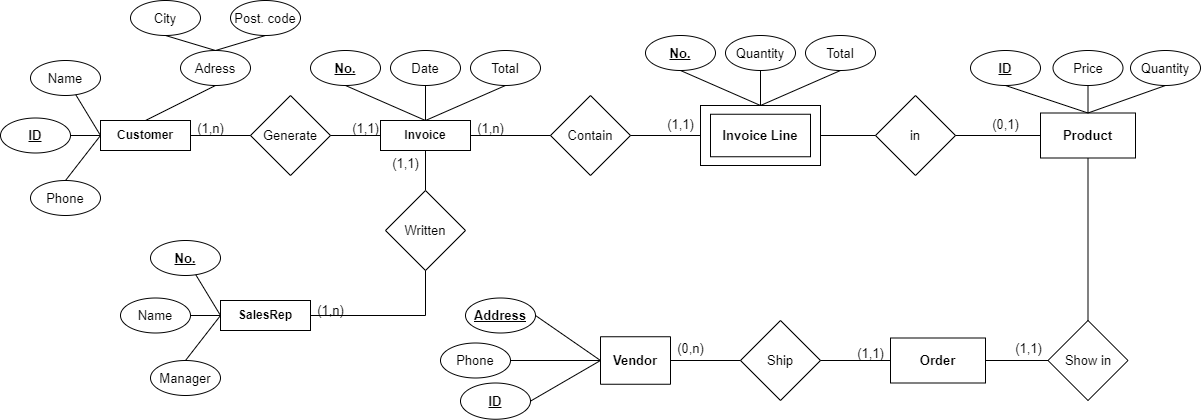 City
Post. code
Adress
Name
ID
Phone
Customer
(1,n)
Generate
(1,1)
No.
Date
Total
Invoice
(1,n)
(1,1)
Contain
(1,1)
No.
Quantity
Total
Invoice Line
in
(0,1)
ID
Price
Quantity
Product
Written
No.
Name
Manager
SalesRep
(1,n)
Address
Phone
ID
Vendor
(0,n)
Ship
(1,1)
Order
(1,1)
Show in